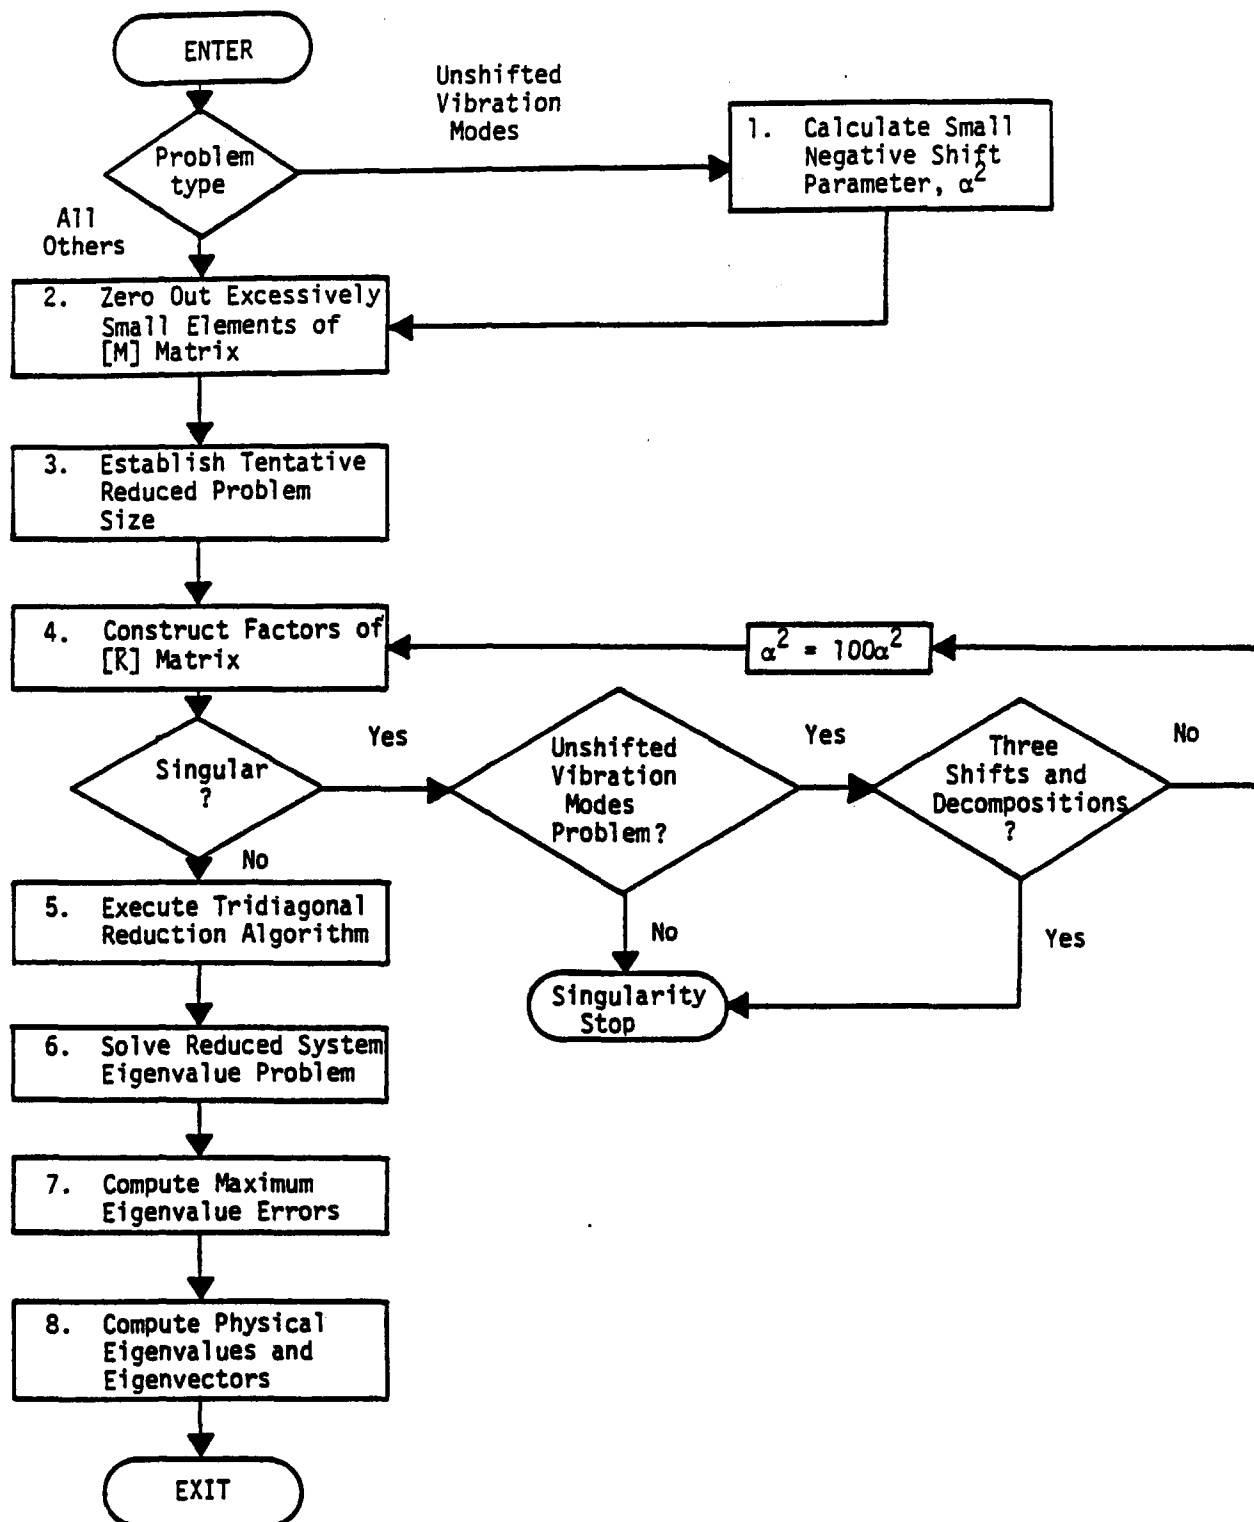 ENTER
Unshifted
Vibration
Modes
Problem
type
1. Calculate Small
Negative Shift
Parameter, α²
All
Others
2. Zero Out Excessively
Small Elements of
[M] Matrix
3. Establish Tentative
Reduced Problem
Size
4. Construct Factors of
[K̄] Matrix
α² = 100α²
Singular
?
Yes
No
Unshifted
Vibration
Modes
Problem?
Yes
No
Three
Shifts and
Decompositions
?
No
Yes
Singularity
Stop
5. Execute Tridiagonal
Reduction Algorithm
6. Solve Reduced System
Eigenvalue Problem
7. Compute Maximum
Eigenvalue Errors
8. Compute Physical
Eigenvalues and
Eigenvectors
EXIT